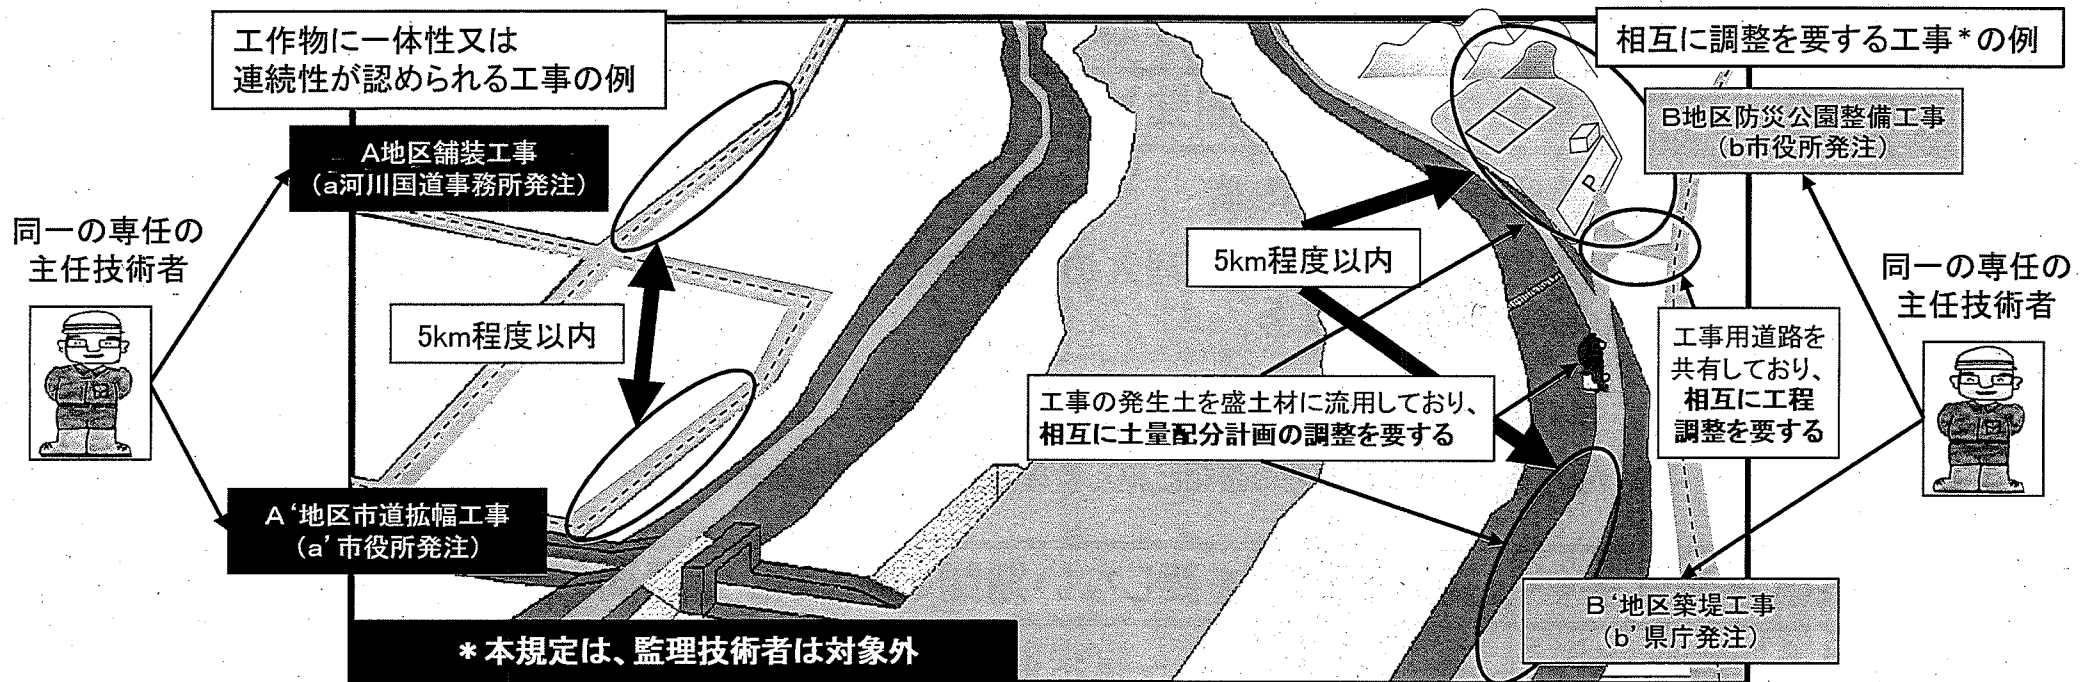 工作物に一体性又は
連続性が認められる工事の例
A地区舗装工事
(a河川国道事務所発注)
同一の専任の
主任技術者
5km程度以内
A‘地区市道拡幅工事
(a’市役所発注)
*本規定は、監理技術者は対象外
相互に調整を要する工事*の例
B地区防災公園整備工事
(b市役所発注)
P
5km程度以内
同一の専任の
主任技術者
工事用道路を
共有しており、
相互に工程
調整を要する
工事の発生土を盛土材に流用しており、
相互に土量配分計画の調整を要する
B‘地区築堤工事
(b’県庁発注)